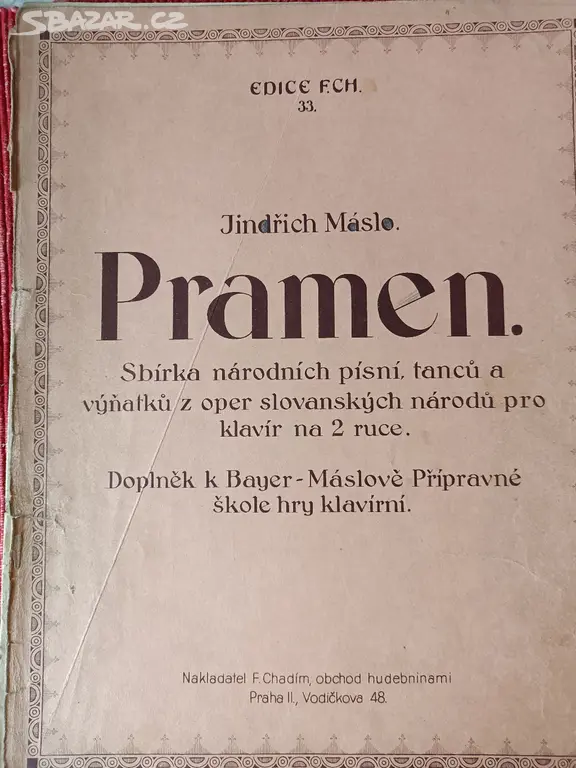 SBAZAR.CZ
EDICE F.CH.
33.
Jindřich Máslo.
Pramen.
Sbírka národních písní, tanců a
výňatků z oper slovanských národů pro
klavír na 2 ruce.
Doplněk k Bayer-Máslově Přípravné
škole hry klavírní.
Nakladatel F. Chadím, obchod hudebninami
Praha II., Vodičkova 48.